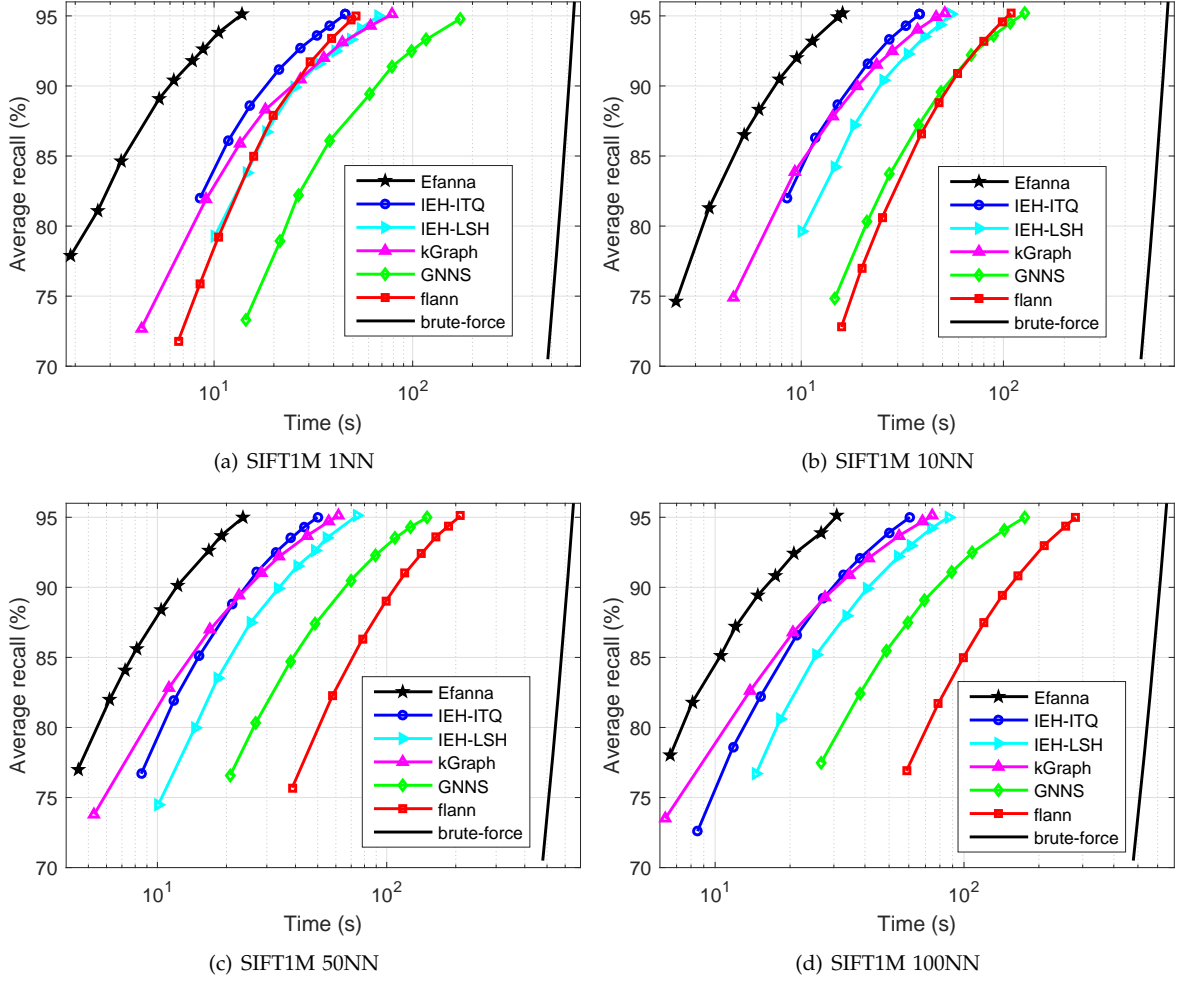 95
90
85
80
75
70
Average recall (%)
10^1
10^2
Time (s)
Efanna
IEH-ITQ
IEH-LSH
kGraph
GNNS
flann
brute-force
(a) SIFT1M 1NN
95
90
85
80
75
70
Average recall (%)
10^1
10^2
Time (s)
Efanna
IEH-ITQ
IEH-LSH
kGraph
GNNS
flann
brute-force
(b) SIFT1M 10NN
95
90
85
80
75
70
Average recall (%)
10^1
10^2
Time (s)
Efanna
IEH-ITQ
IEH-LSH
kGraph
GNNS
flann
brute-force
(c) SIFT1M 50NN
95
90
85
80
75
70
Average recall (%)
10^1
10^2
Time (s)
Efanna
IEH-ITQ
IEH-LSH
kGraph
GNNS
flann
brute-force
(d) SIFT1M 100NN